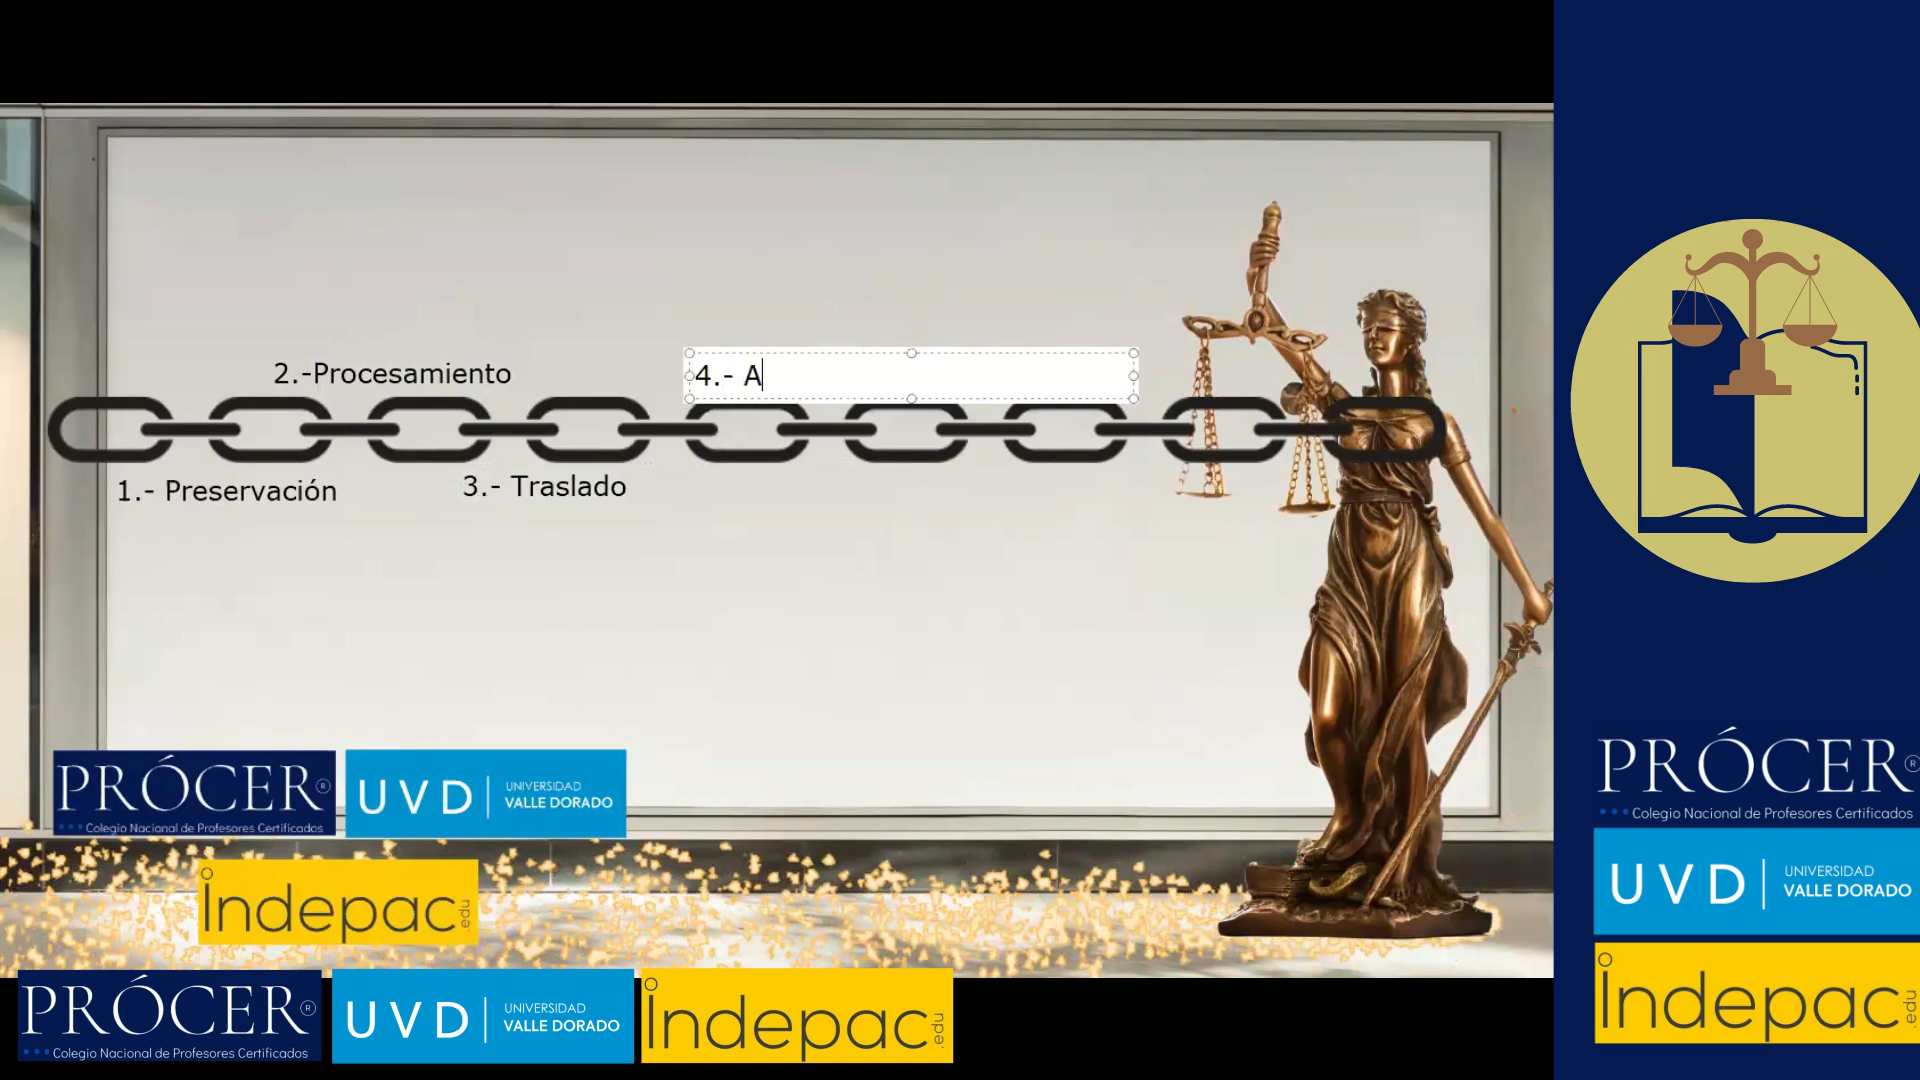 2.-Procesamiento
4.- A
1.- Preservación
3.- Traslado
PRÓCER®
Colegio Nacional de Profesores Certificados
UVD
UNIVERSIDAD
VALLE DORADO
Indepac.edu
PRÓCER®
Colegio Nacional de Profesores Certificados
UVD
UNIVERSIDAD
VALLE DORADO
Indepac.edu
PRÓCER®
Colegio Nacional de Profesores Certificados
UVD
UNIVERSIDAD
VALLE DORADO
Indepac.edu